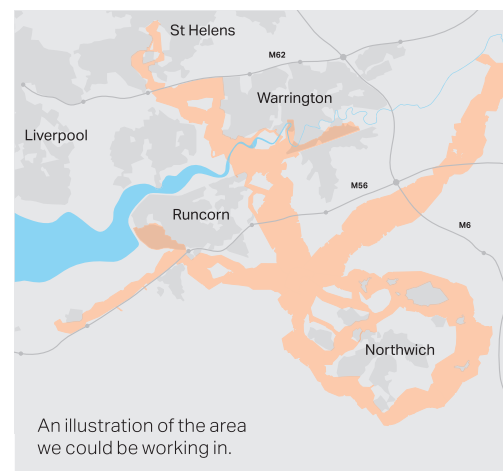 St Helens
M62
Warrington
Liverpool
M56
Runcorn
M6
Northwich
An illustration of the area
we could be working in.